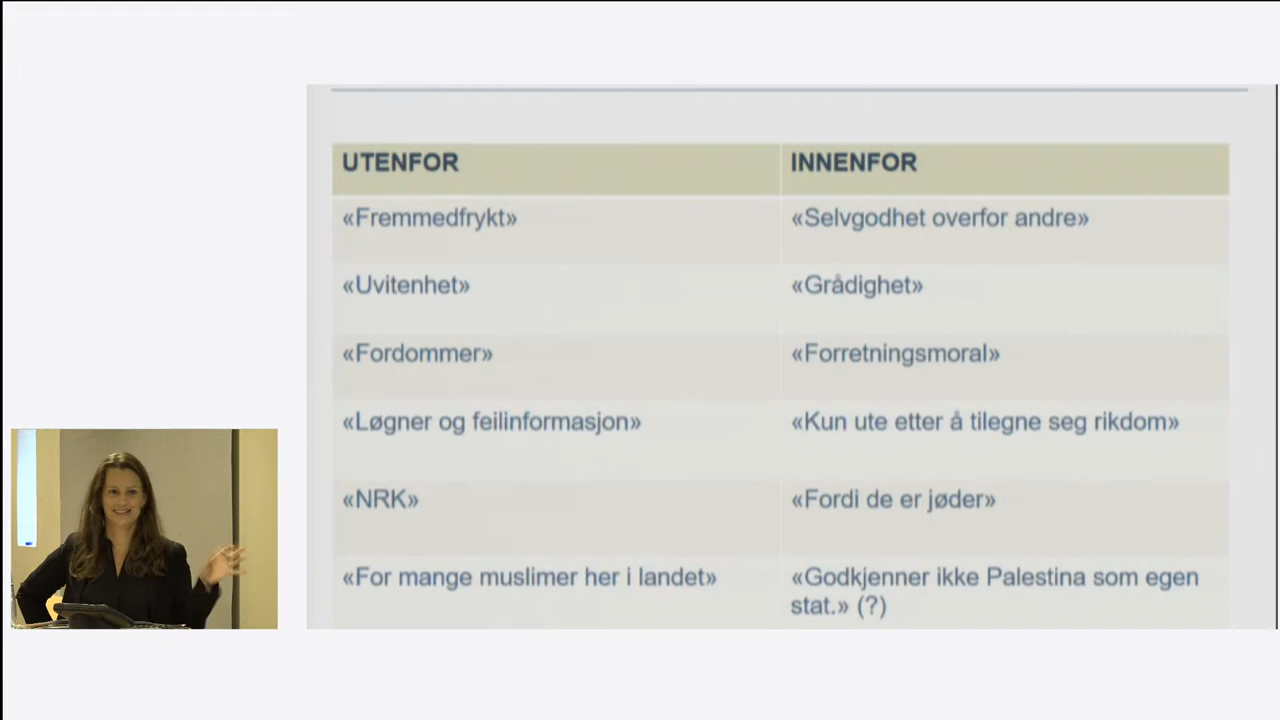 UTENFOR
INNENFOR
«Fremmedfrykt»
«Selvgodhet overfor andre»
«Uvitenhet»
«Grådighet»
«Fordommer»
«Forretningsmoral»
«Løgner og feilinformasjon»
«Kun ute etter å tilegne seg rikdom»
«NRK»
«Fordi de er jøder»
«For mange muslimer her i landet»
«Godkjenner ikke Palestina som egen
stat.» (?)